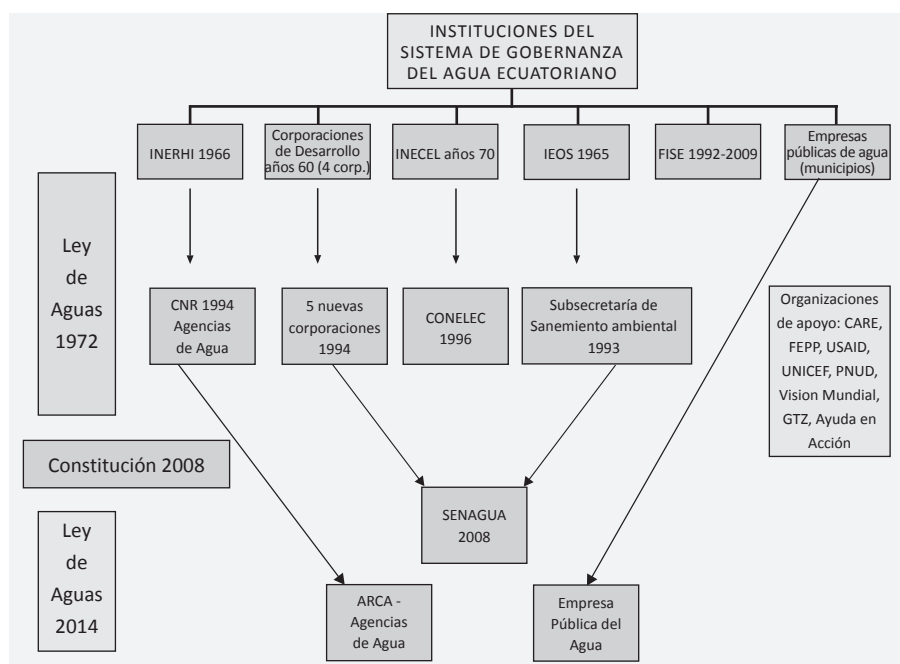 INSTITUCIONES DEL
SISTEMA DE GOBERNANZA
DEL AGUA ECUATORIANO
INERHI 1966
Corporaciones
de Desarrollo
años 60 (4 corp.)
INECEL años 70
IEOS 1965
FISE 1992-2009
Empresas
públicas de agua
(municipios)
Ley
de
Aguas
1972
CNR 1994
Agencias
de Agua
5 nuevas
corporaciones
1994
CONELEC
1996
Subsecretaría de
Sanemiento ambiental
1993
Organizaciones
de apoyo: CARE,
FEPP, USAID,
UNICEF, PNUD,
Vision Mundial,
GTZ, Ayuda en
Acción
Constitución 2008
SENAGUA
2008
Ley
de
Aguas
2014
ARCA -
Agencias
de Agua
Empresa
Pública del
Agua